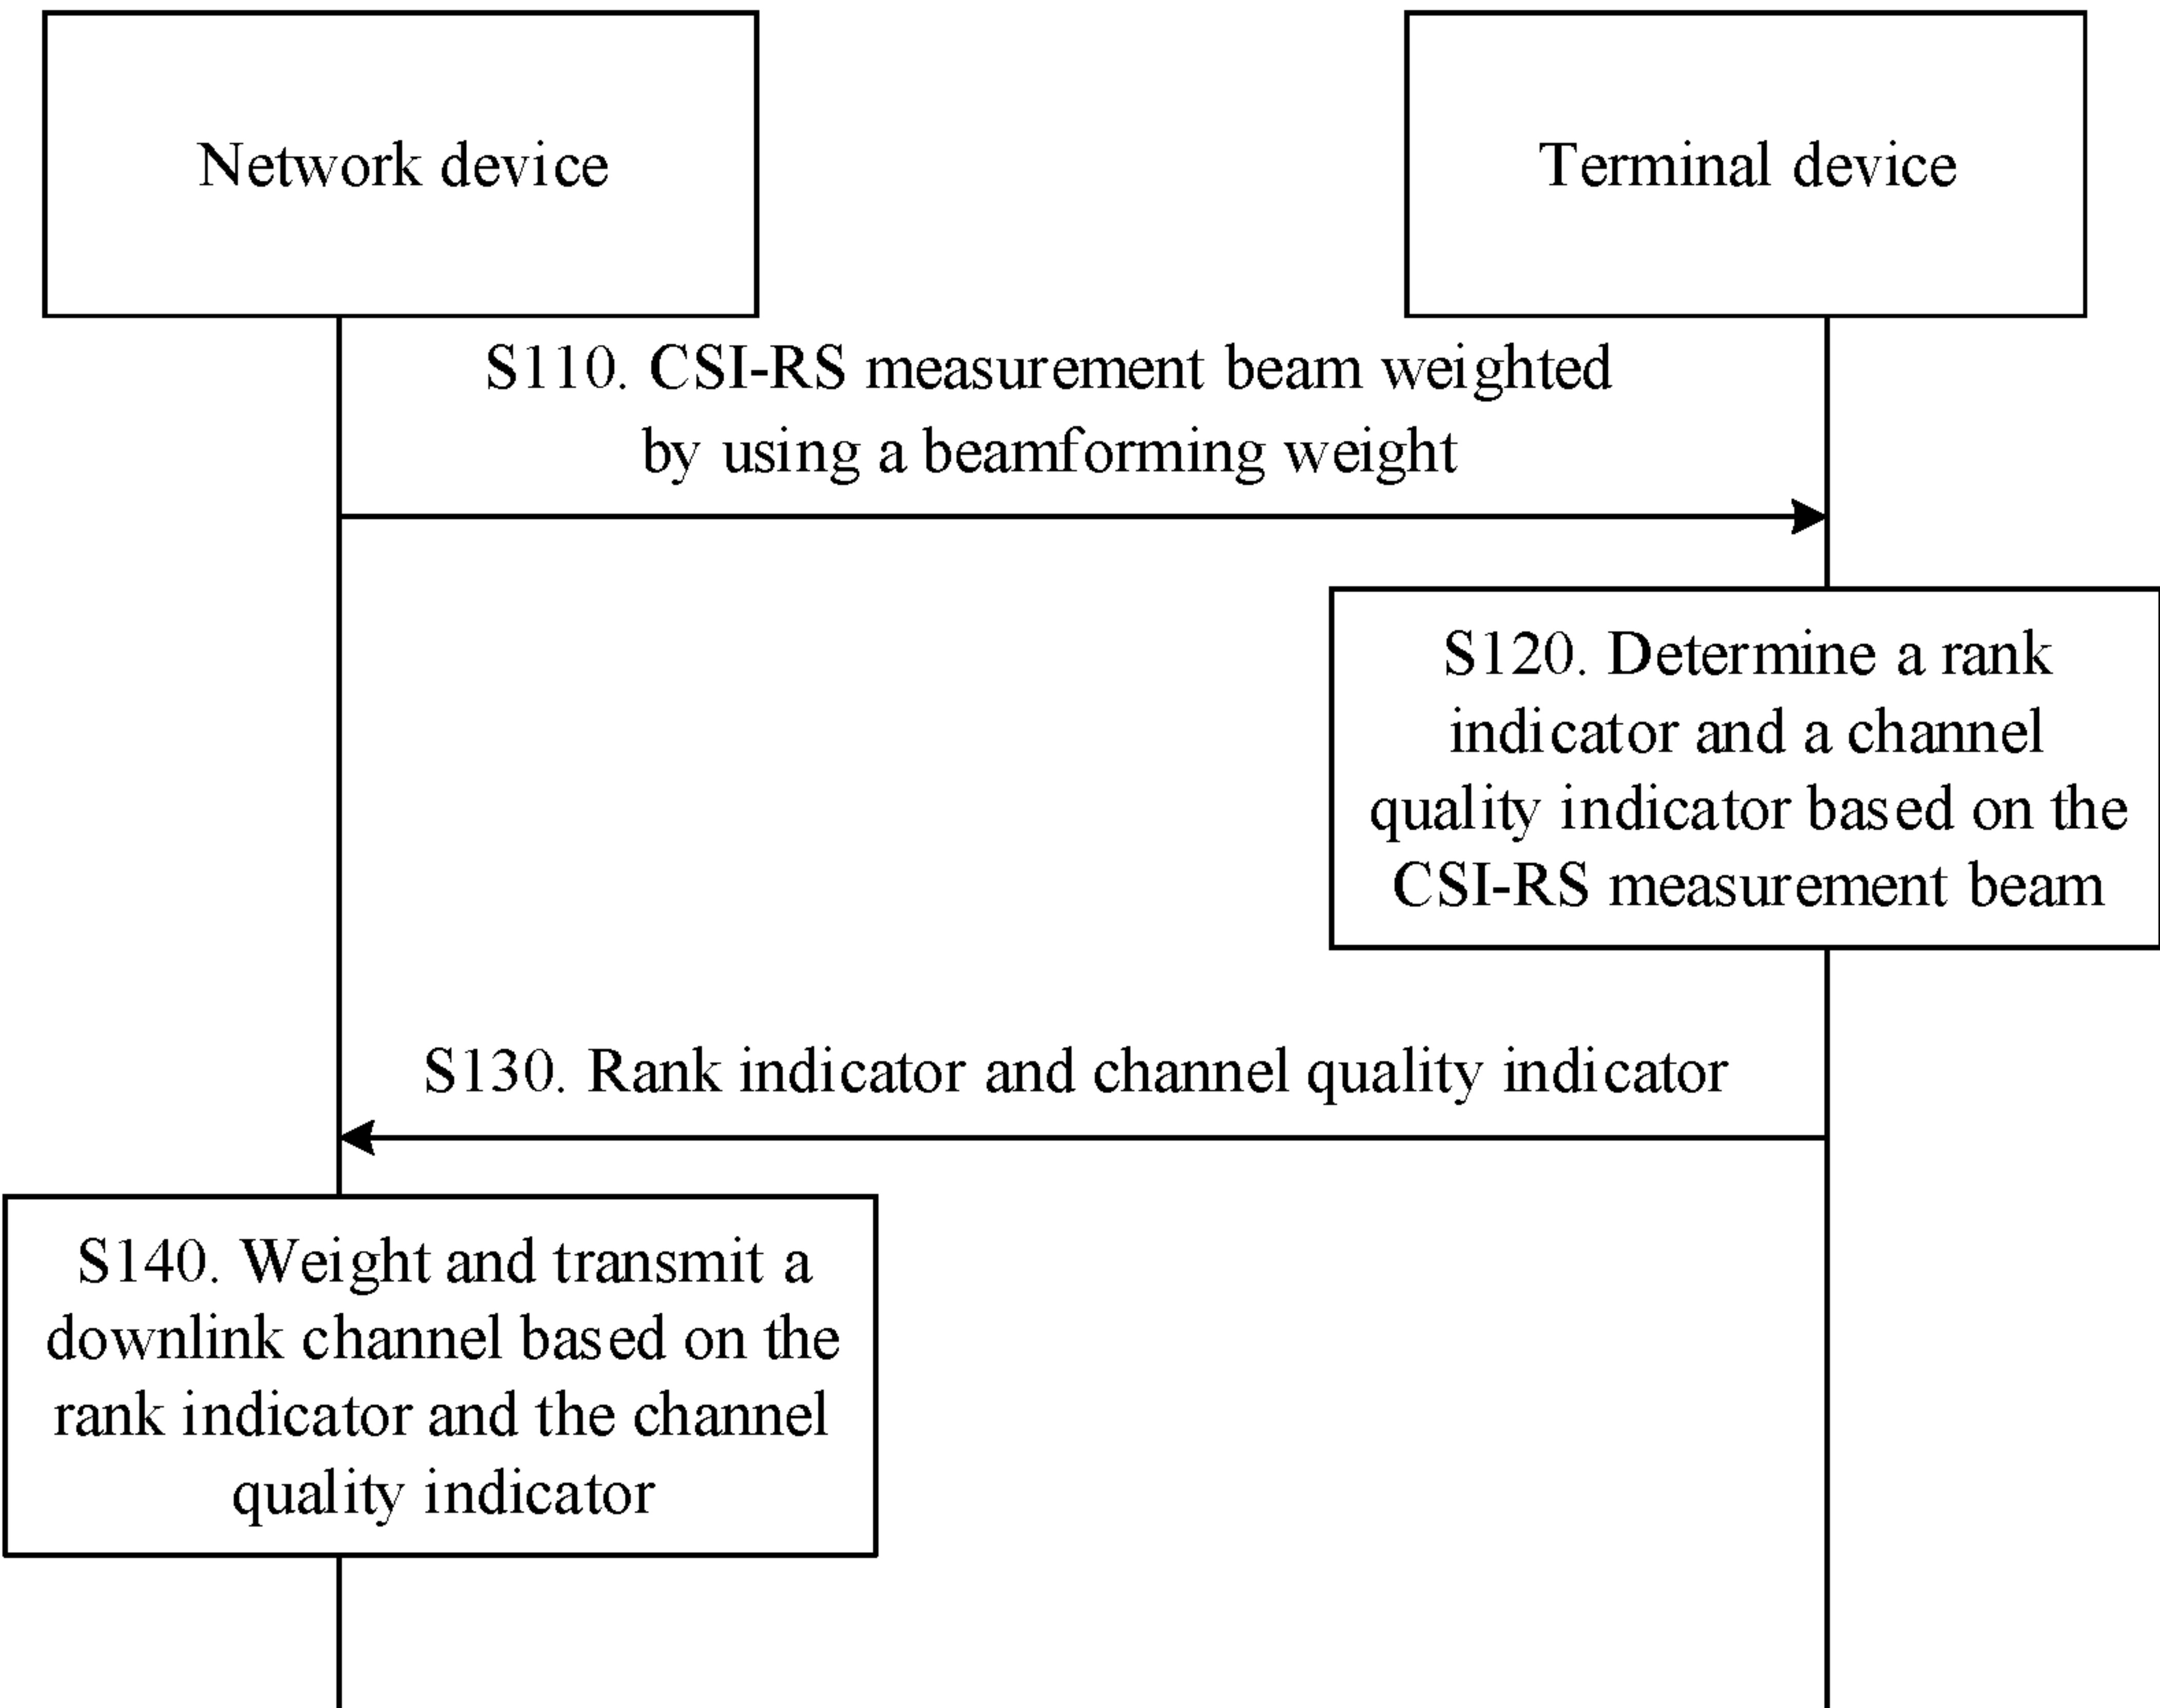 Network device
Terminal device
S110. CSI-RS measurement beam weighted
by using a beamforming weight
S120. Determine a rank
indicator and a channel
quality indicator based on the
CSI-RS measurement beam
S130. Rank indicator and channel quality indicator
S140. Weight and transmit a
downlink channel based on the
rank indicator and the channel
quality indicator